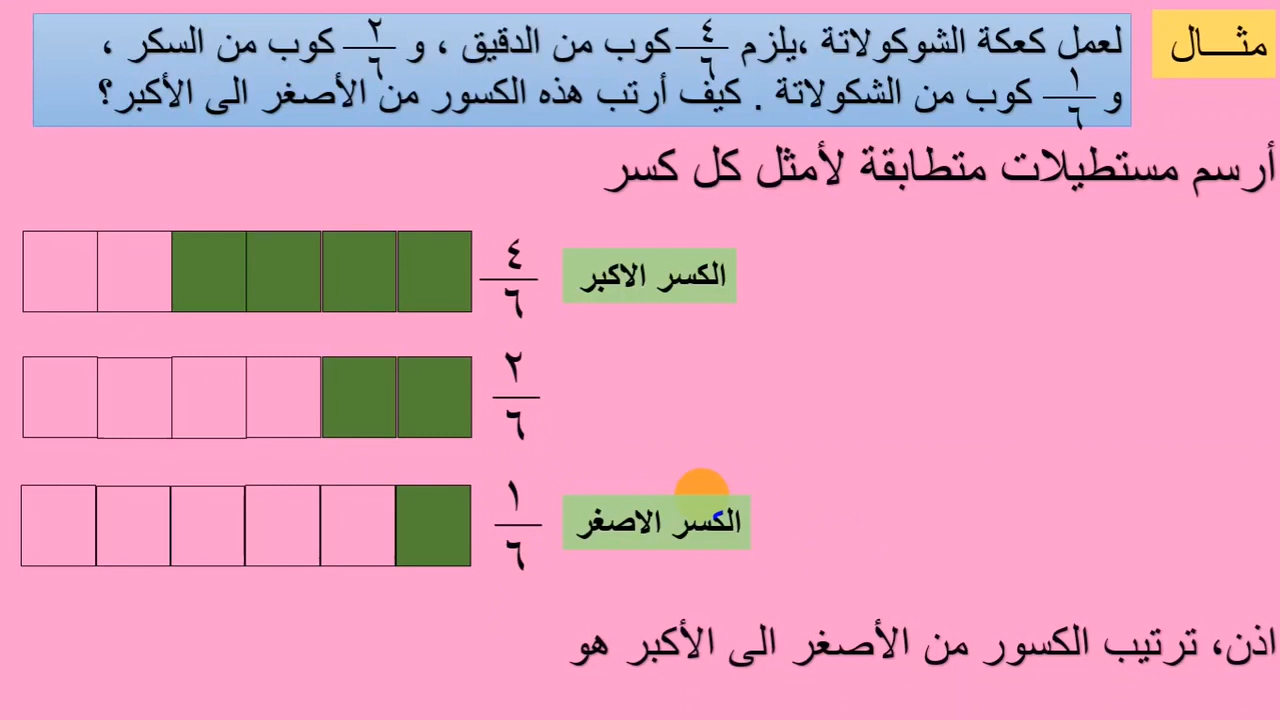 مثـــال
لعمل كعكة الشوكولاتة ،يلزم ٤/٦ كوب من الدقيق ، و ٢/٦ كوب من السكر ،
و ١/٦ كوب من الشكولاتة . كيف أرتب هذه الكسور من الأصغر الى الأكبر؟
أرسم مستطيلات متطابقة لأمثل كل كسر
٤/٦ الكسر الاكبر
٢/٦
١/٦ الكسر الاصغر
اذن، ترتيب الكسور من الأصغر الى الأكبر هو